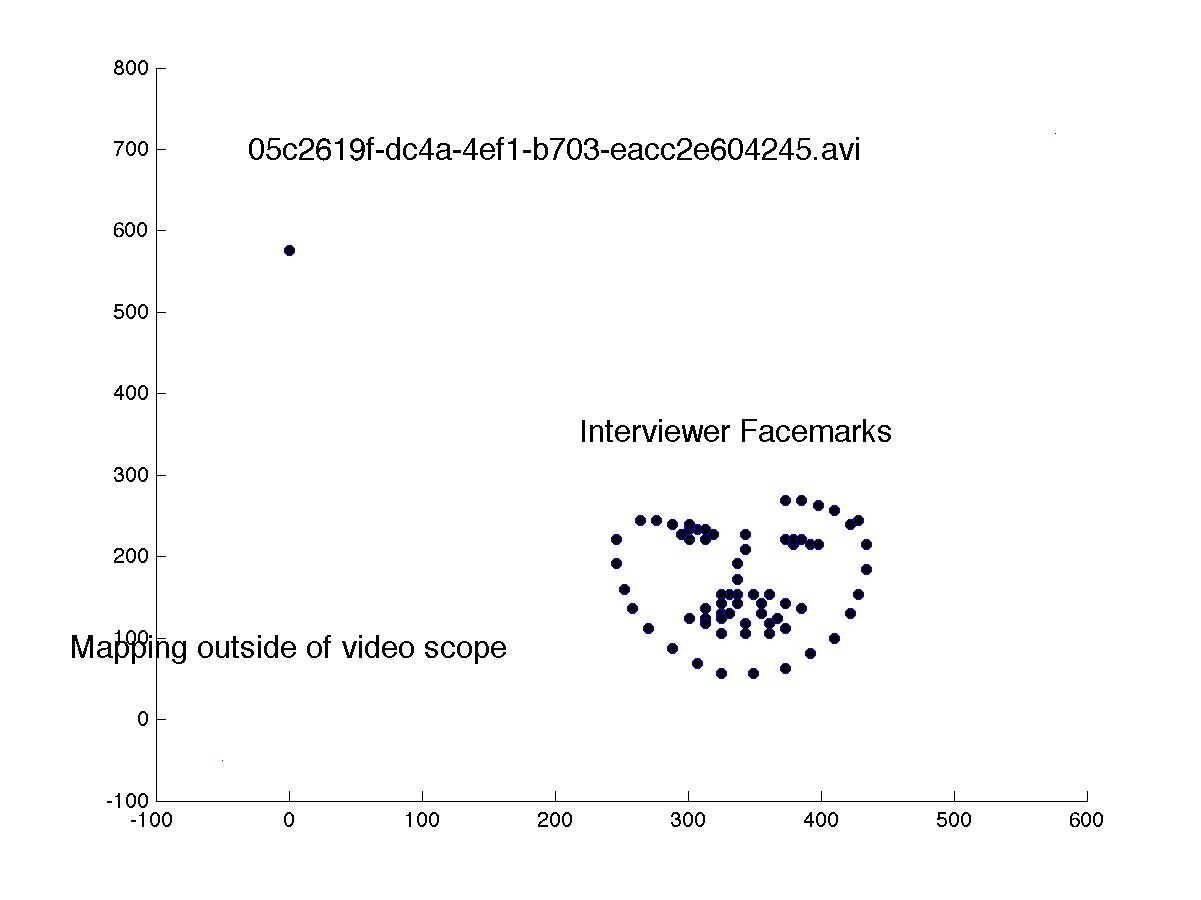 800
700
05c2619f-dc4a-4ef1-b703-eacc2e604245.avi
600
500
400
Interviewer Facemarks
300
200
100
Mapping outside of video scope
0
-100
-100 0 100 200 300 400 500 600